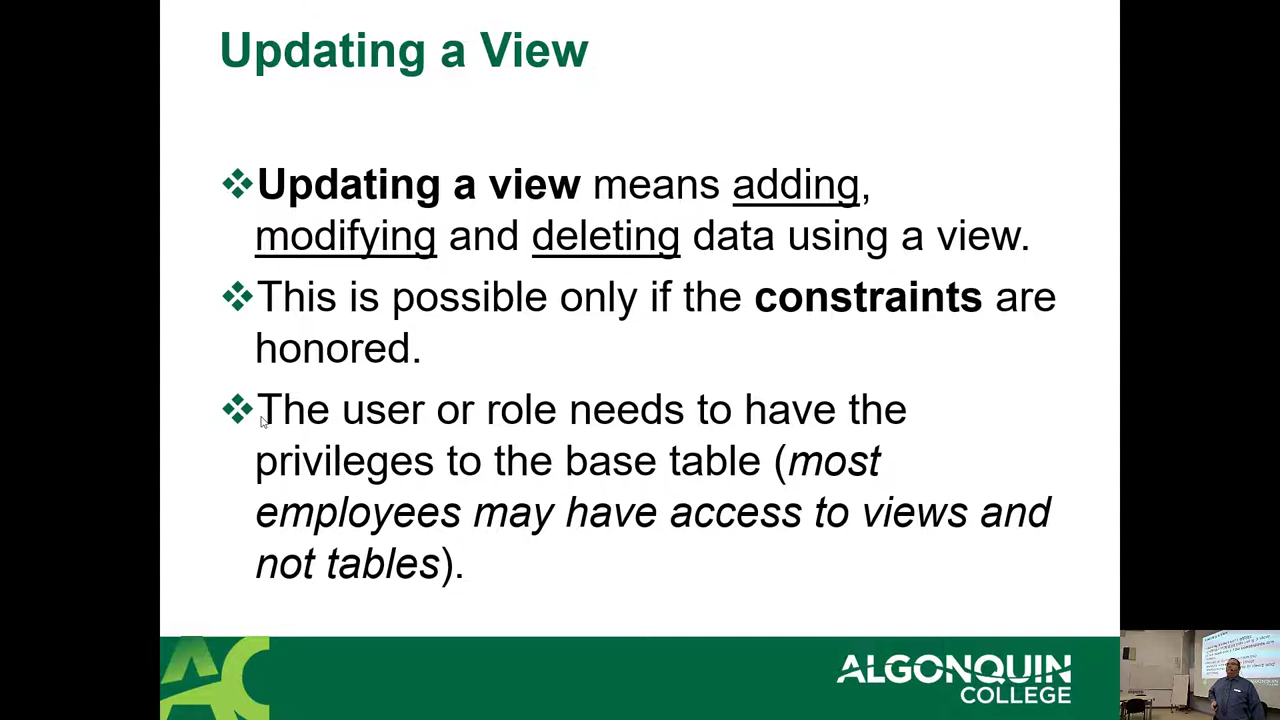 Updating a View
❖Updating a view means adding,
modifying and deleting data using a view.
❖This is possible only if the constraints are
honored.
❖The user or role needs to have the
privileges to the base table (most
employees may have access to views and
not tables).
AC
ALGONQUIN
COLLEGE